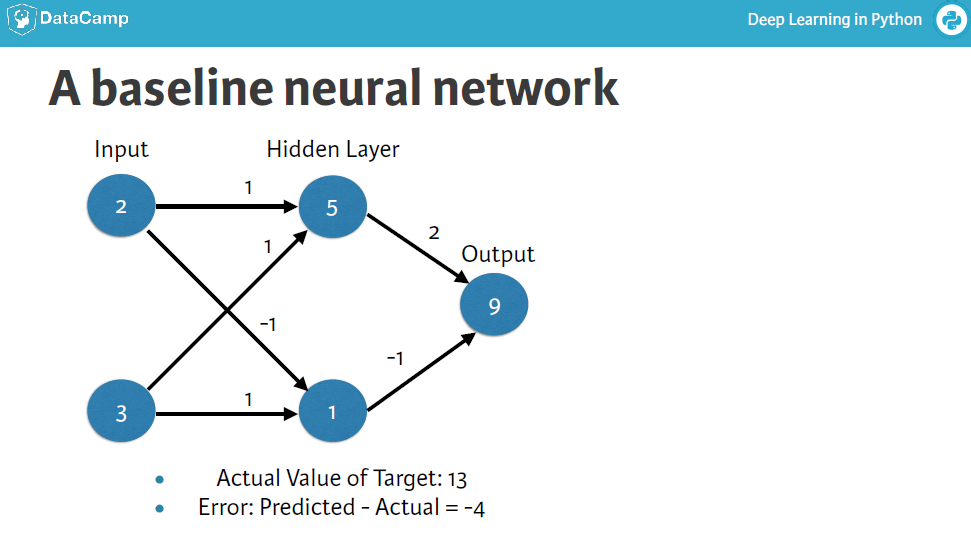 DataCamp
Deep Learning in Python
A baseline neural network
Input
Hidden Layer
1
2
5
1
2
Output
9
-1
-1
1
3
1
Actual Value of Target: 13
Error: Predicted - Actual = -4